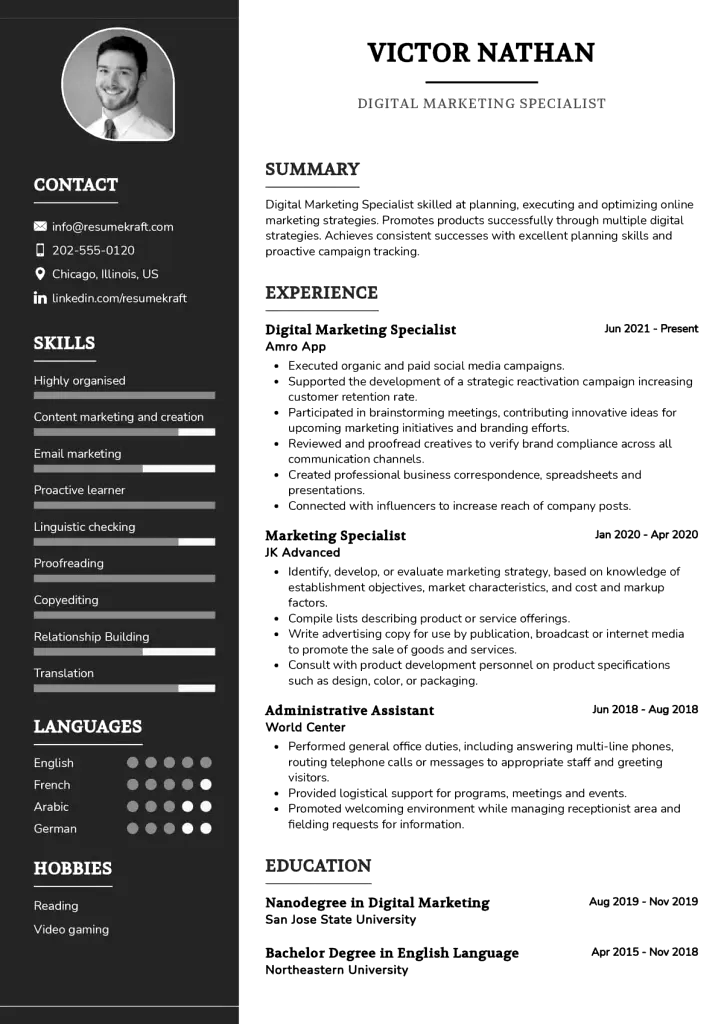 VICTOR NATHAN
DIGITAL MARKETING SPECIALIST
CONTACT
info@resumekraft.com
202-555-0120
Chicago, Illinois, US
linkedin.com/resumekraft
SKILLS
Highly organised
Content marketing and creation
Email marketing
Proactive learner
Linguistic checking
Proofreading
Copyediting
Relationship Building
Translation
LANGUAGES
English
French
Arabic
German
HOBBIES
Reading
Video gaming
SUMMARY
Digital Marketing Specialist skilled at planning, executing and optimizing online
marketing strategies. Promotes products successfully through multiple digital
strategies. Achieves consistent successes with excellent planning skills and
proactive campaign tracking.
EXPERIENCE
Digital Marketing Specialist Jun 2021 - Present
Amro App
• Executed organic and paid social media campaigns.
• Supported the development of a strategic reactivation campaign increasing
customer retention rate.
• Participated in brainstorming meetings, contributing innovative ideas for
upcoming marketing initiatives and branding efforts.
• Reviewed and proofread creatives to verify brand compliance across all
communication channels.
• Created professional business correspondence, spreadsheets and
presentations.
• Connected with influencers to increase reach of company posts.
Marketing Specialist Jan 2020 - Apr 2020
JK Advanced
• Identify, develop, or evaluate marketing strategy, based on knowledge of
establishment objectives, market characteristics, and cost and markup
factors.
• Compile lists describing product or service offerings.
• Write advertising copy for use by publication, broadcast or internet media
to promote the sale of goods and services.
• Consult with product development personnel on product specifications
such as design, color, or packaging.
Administrative Assistant Jun 2018 - Aug 2018
World Center
• Performed general office duties, including answering multi-line phones,
routing telephone calls or messages to appropriate staff and greeting
visitors.
• Provided logistical support for programs, meetings and events.
• Promoted welcoming environment while managing receptionist area and
fielding requests for information.
EDUCATION
Nanodegree in Digital Marketing Aug 2019 - Nov 2019
San Jose State University
Bachelor Degree in English Language Apr 2015 - Nov 2018
Northeastern University